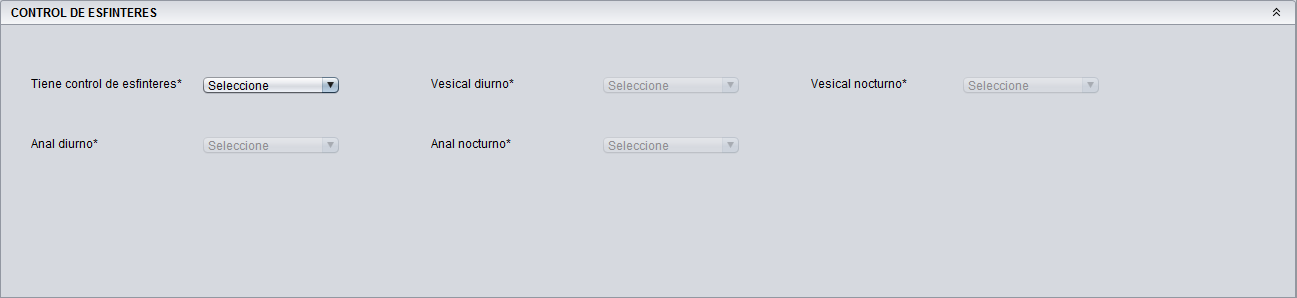 CONTROL DE ESFINTERES
Tiene control de esfinteres* Seleccione Vesical diurno* Seleccione Vesical nocturno* Seleccione
Anal diurno* Seleccione Anal nocturno* Seleccione